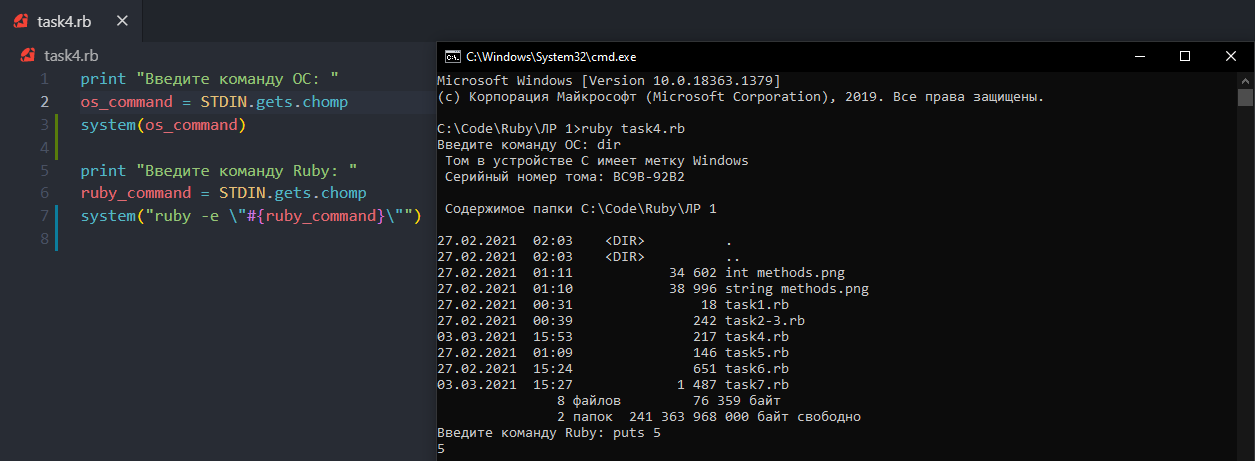 task4.rb
task4.rb
1 print "Введите команду ОС: "
2 os_command = STDIN.gets.chomp
3 system(os_command)
4
5 print "Введите команду Ruby: "
6 ruby_command = STDIN.gets.chomp
7 system("ruby -e \"#{ruby_command}\"")
8
C:\Windows\System32\cmd.exe
Microsoft Windows [Version 10.0.18363.1379]
(c) Корпорация Майкрософт (Microsoft Corporation), 2019. Все права защищены.
C:\Code\Ruby\ЛР 1>ruby task4.rb
Введите команду ОС: dir
Том в устройстве C имеет метку Windows
Серийный номер тома: BC9B-92B2
Содержимое папки C:\Code\Ruby\ЛР 1
27.02.2021  02:03    <DIR>          .
27.02.2021  02:03    <DIR>          ..
27.02.2021  01:11            34 602 int methods.png
27.02.2021  01:10            38 996 string methods.png
27.02.2021  00:31                18 task1.rb
27.02.2021  00:39               242 task2-3.rb
03.03.2021  15:53               217 task4.rb
27.02.2021  01:09               146 task5.rb
27.02.2021  15:24               651 task6.rb
03.03.2021  15:27             1 487 task7.rb
8 файлов         76 359 байт
2 папок  241 363 968 000 байт свободно
Введите команду Ruby: puts 5
5